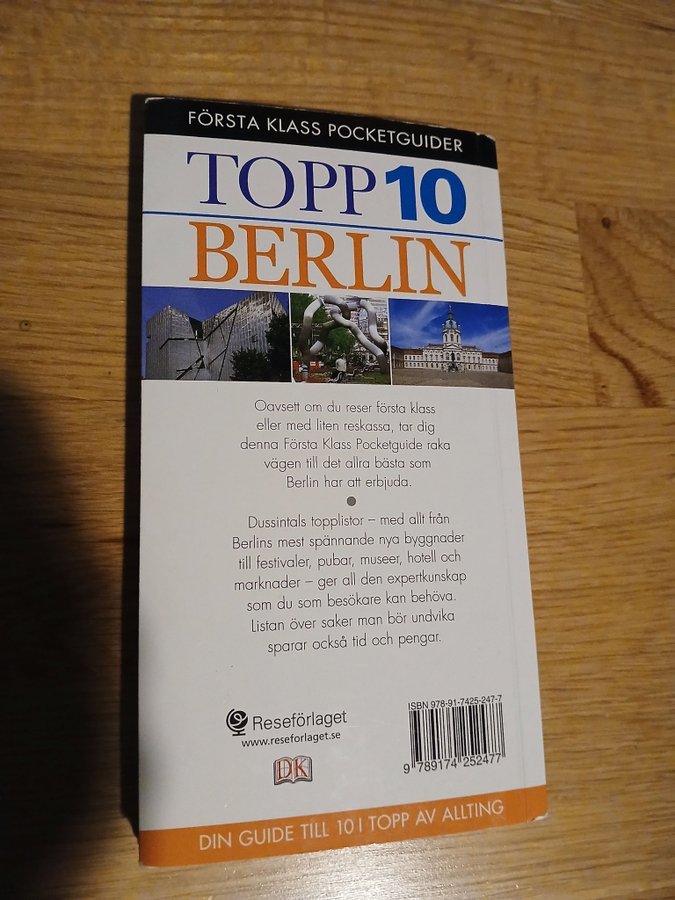 FÖRSTA KLASS POCKETGUIDER
TOPP 10
BERLIN
Oavsett om du reser första klass
eller med liten reskassa, tar dig
denna Första Klass Pocketguide raka
vägen till det allra bästa som
Berlin har att erbjuda.
Dussintals topplistor – med allt från
Berlins mest spännande nya byggnader
till festivaler, pubar, museer, hotell och
marknader – ger all den expertkunskap
som du som besökare kan behöva.
Listan över saker man bör undvika
sparar också tid och pengar.
Reseförlaget
www.reseforlaget.se
DK
ISBN 978-91-7425-247-7
9 789174 252477
DIN GUIDE TILL 10 I TOPP AV ALLTING